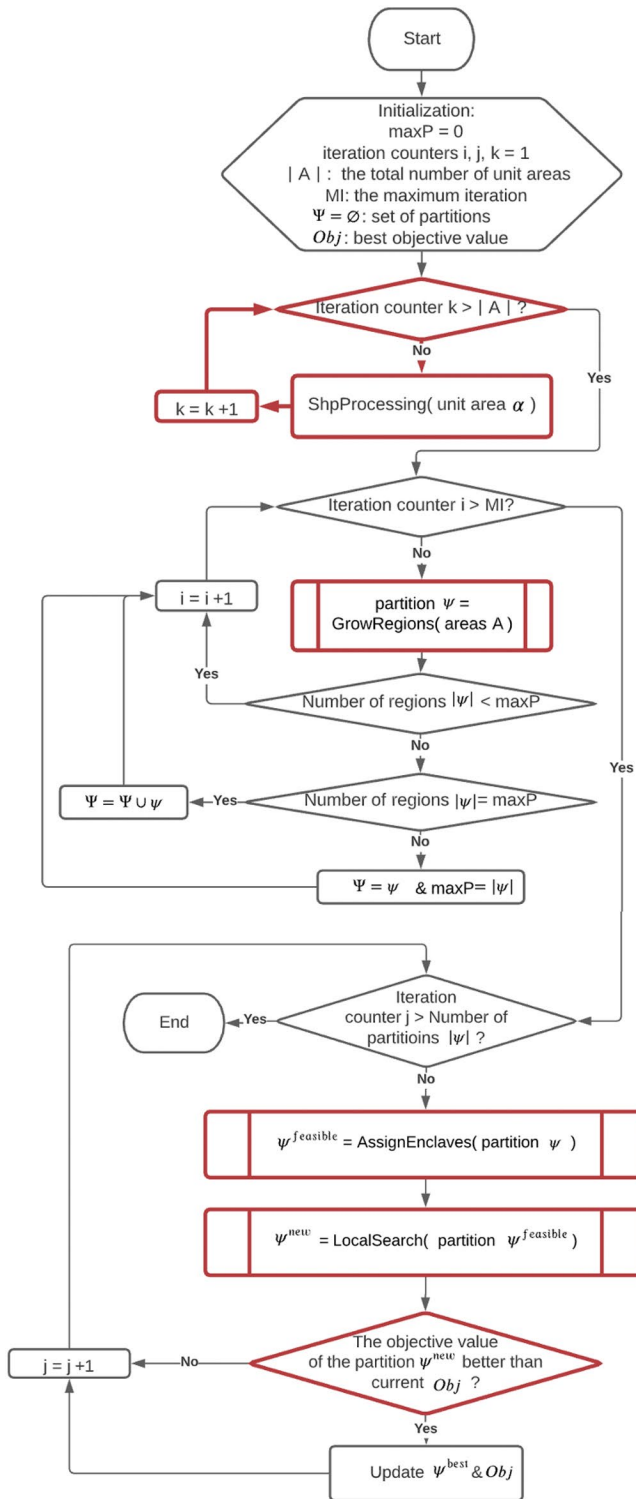 Start
Initialization:
maxP = 0
iteration counters i, j, k = 1
| A | : the total number of unit areas
MI: the maximum iteration
Ψ = ∅: set of partitions
Obj: best objective value
Iteration counter k > | A | ?
No
Yes
k = k +1
ShpProcessing( unit area α )
Iteration counter i > MI?
No
i = i +1
partition ψ =
GrowRegions( areas A )
Yes
Number of regions |ψ| < maxP
No
Yes
Ψ = Ψ ∪ ψ
Yes
Number of regions |ψ|= maxP
No
Ψ = ψ & maxP= |ψ|
Iteration
counter j > Number of
partitioins |ψ| ?
End
Yes
No
ψ^feasible = AssignEnclaves( partition ψ )
ψ^new = LocalSearch( partition ψ^feasible )
The objective value
of the partition ψ^new better than
current Obj ?
j = j +1
No
Yes
Update ψ^best & Obj